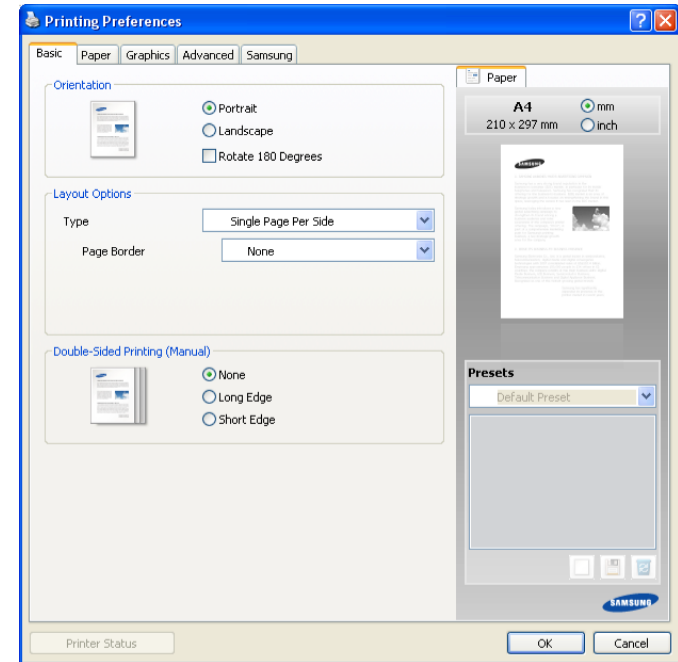 Printing Preferences
Basic Paper Graphics Advanced Samsung
Orientation
Portrait
Landscape
Rotate 180 Degrees
Layout Options
Type Single Page Per Side
Page Border None
Double-Sided Printing (Manual)
None
Long Edge
Short Edge
Paper
A4 mm
210 x 297 mm inch
SAMSUNG
Presets
Default Preset
SAMSUNG
Printer Status OK Cancel